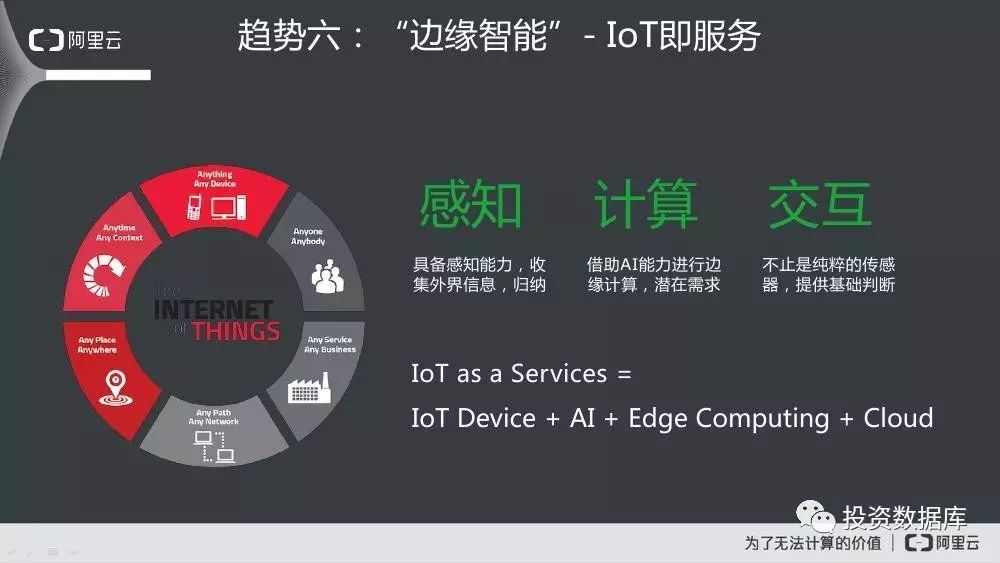 阿里云
趋势六：“边缘智能” - IoT即服务
Anything
Any Device
Anyone
Anybody
Any Service
Any Business
Any Path
Any Network
Any Place
Anywhere
Anytime
Any Context
the
INTERNET
of THINGS
感知
具备感知能力，收
集外界信息，归纳
计算
借助AI能力进行边
缘计算，潜在需求
交互
不止是纯粹的传感
器，提供基础判断
IoT as a Services =
IoT Device + AI + Edge Computing + Cloud
投资数据库
为了无法计算的价值 | 阿里云